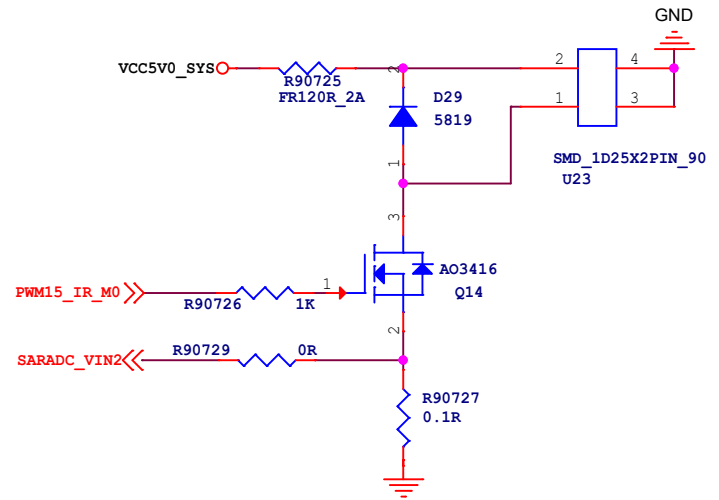 GND
VCC5V0_SYS
R90725
FR120R_2A
2
D29
5819
1
2
4
1
3
SMD_1D25X2PIN_90
U23
3
PWM15_IR_M0
R90726
1K
1
AO3416
Q14
2
SARADC_VIN2
R90729
0R
R90727
0.1R